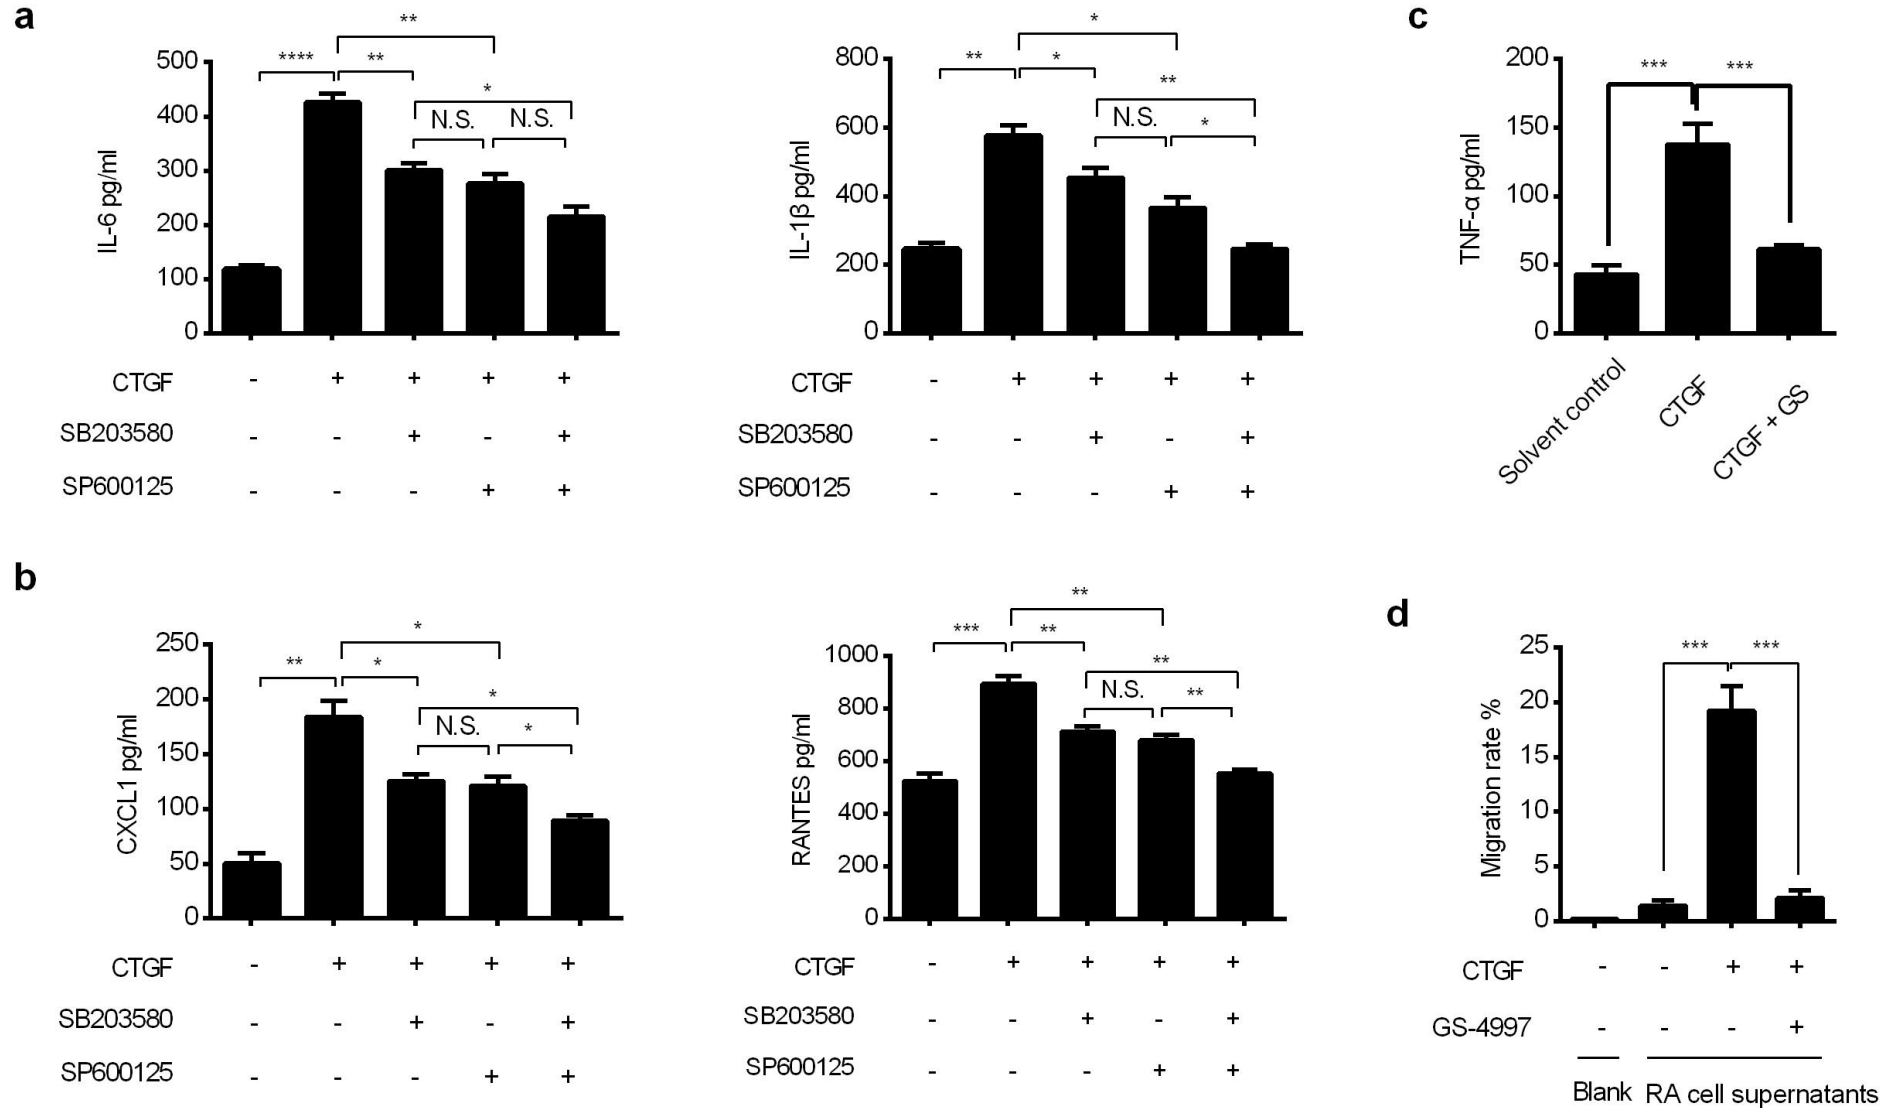 a
**
****
**
*
N.S.
N.S.
500
400
300
200
100
0
IL-6 pg/ml
CTGF - + + + +
SB203580 - - + - +
SP600125 - - - + +
*
**
*
**
N.S.
*
800
600
400
200
0
IL-1β pg/ml
CTGF - + + + +
SB203580 - - + - +
SP600125 - - - + +
c
***
***
200
150
100
50
0
TNF-α pg/ml
Solvent control
CTGF
CTGF + GS
b
*
**
*
*
N.S.
*
250
200
150
100
50
0
CXCL1 pg/ml
CTGF - + + + +
SB203580 - - + - +
SP600125 - - - + +
**
***
**
**
N.S.
**
1000
800
600
400
200
0
RANTES pg/ml
CTGF - + + + +
SB203580 - - + - +
SP600125 - - - + +
d
***
***
25
20
15
10
5
0
Migration rate %
CTGF - - + +
GS-4997 - - - +
Blank
RA cell supernatants